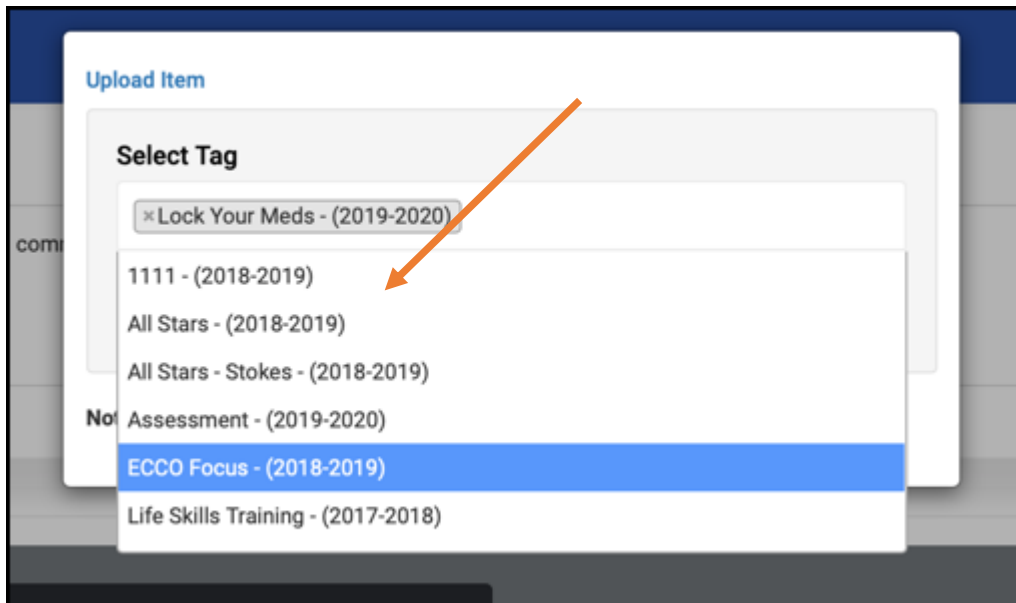 Upload Item
Select Tag
×Lock Your Meds - (2019-2020)
1111 - (2018-2019)
All Stars - (2018-2019)
All Stars - Stokes - (2018-2019)
Assessment - (2019-2020)
ECCO Focus - (2018-2019)
Life Skills Training - (2017-2018)